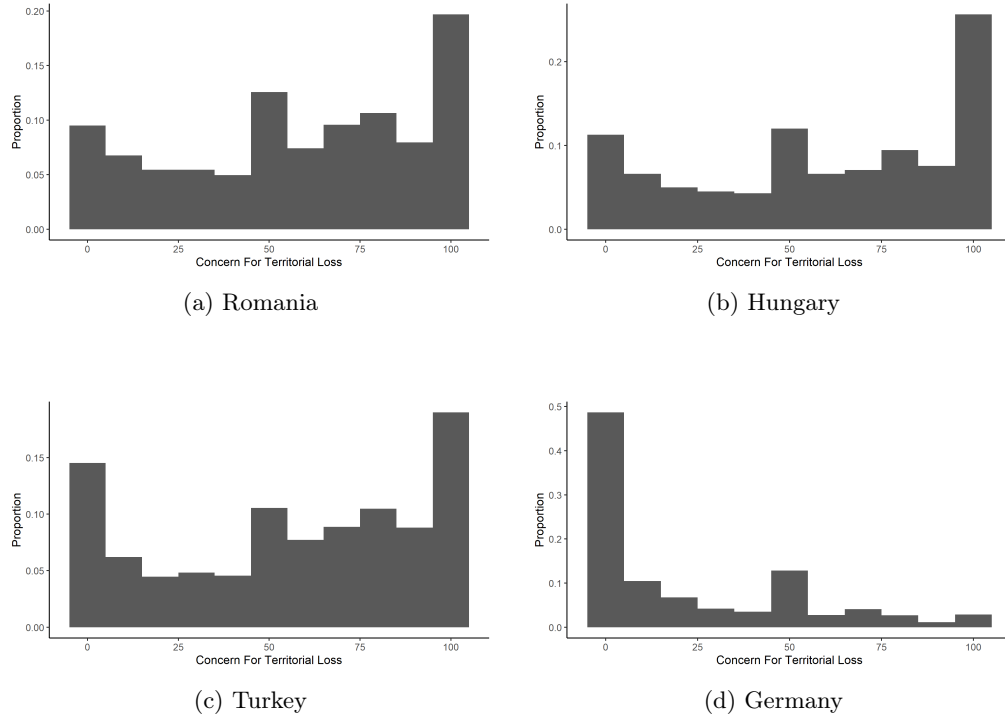 0.20
0.15
0.10
0.05
0.00
Proportion
0 25 50 75 100
Concern For Territorial Loss
(a) Romania
0.2
0.1
0.0
Proportion
0 25 50 75 100
Concern For Territorial Loss
(b) Hungary
0.15
0.10
0.05
0.00
Proportion
0 25 50 75 100
Concern For Territorial Loss
(c) Turkey
0.5
0.4
0.3
0.2
0.1
0.0
Proportion
0 25 50 75 100
Concern For Territorial Loss
(d) Germany